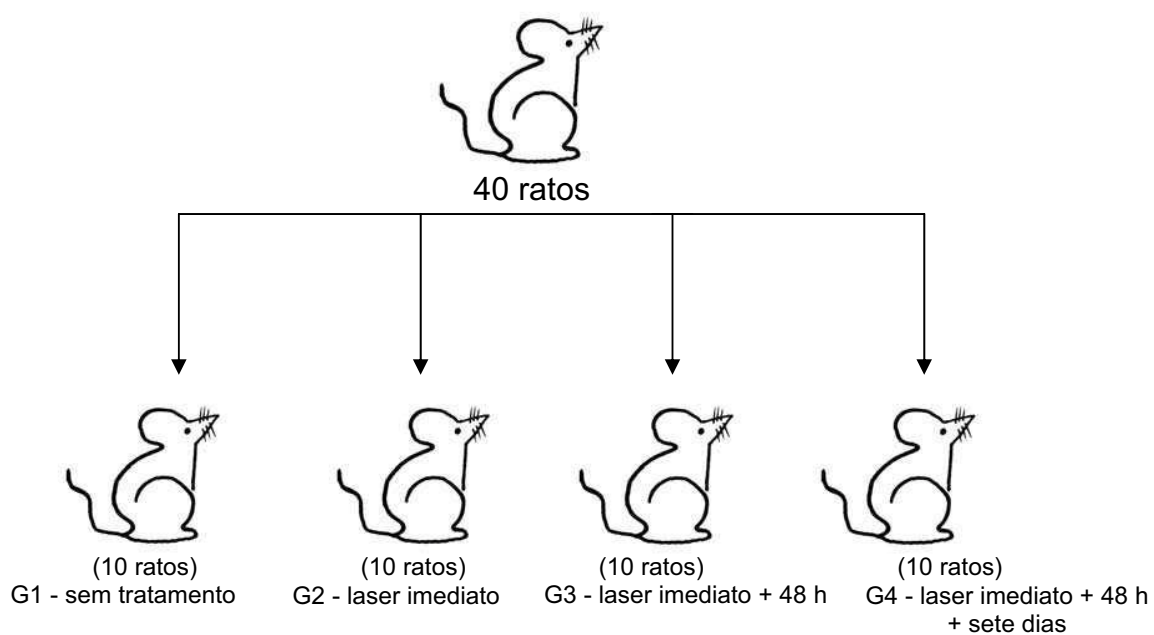 40 ratos
(10 ratos)
G1 - sem tratamento
(10 ratos)
G2 - laser imediato
(10 ratos)
G3 - laser imediato + 48 h
(10 ratos)
G4 - laser imediato + 48 h
+ sete dias